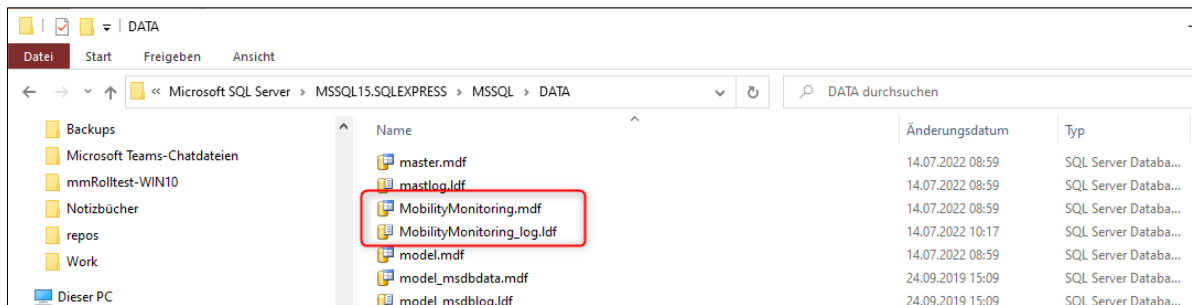 DATA
Datei Start Freigeben Ansicht
« Microsoft SQL Server › MSSQL15.SQLEXPRESS › MSSQL › DATA DATA durchsuchen
Backups
Microsoft Teams-Chatdateien
mmRolltest-WIN10
Notizbücher
repos
Work
Dieser PC
Name Änderungsdatum Typ
master.mdf 14.07.2022 08:59 SQL Server Databa...
mastlog.ldf 14.07.2022 08:59 SQL Server Databa...
MobilityMonitoring.mdf 14.07.2022 08:59 SQL Server Databa...
MobilityMonitoring_log.ldf 14.07.2022 10:17 SQL Server Databa...
model.mdf 14.07.2022 08:59 SQL Server Databa...
model_msdbdata.mdf 24.09.2019 15:09 SQL Server Databa...
model_msdblog.ldf 24.09.2019 15:09 SQL Server Databa...